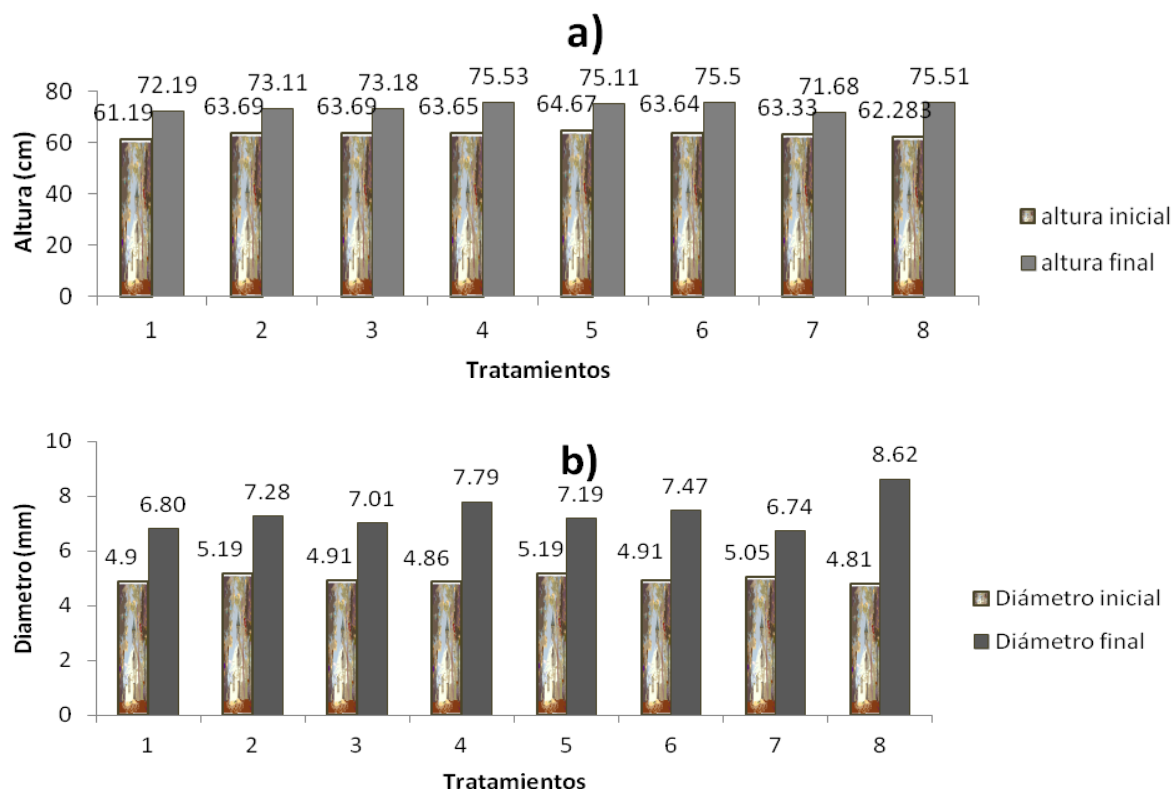 a)
72.19 73.11 73.18 75.53 75.11 75.5 71.68 75.51
61.19 63.69 63.69 63.65 64.67 63.64 63.33 62.283
80
60
40
20
0
Altura (cm)
1 2 3 4 5 6 7 8
Tratamientos
altura inicial
altura final
b)
6.80 7.28 7.01 7.79 7.19 7.47 6.74 8.62
4.9 5.19 4.91 4.86 5.19 4.91 5.05 4.81
10
8
6
4
2
0
Diametro (mm)
1 2 3 4 5 6 7 8
Tratamientos
Diámetro inicial
Diámetro final